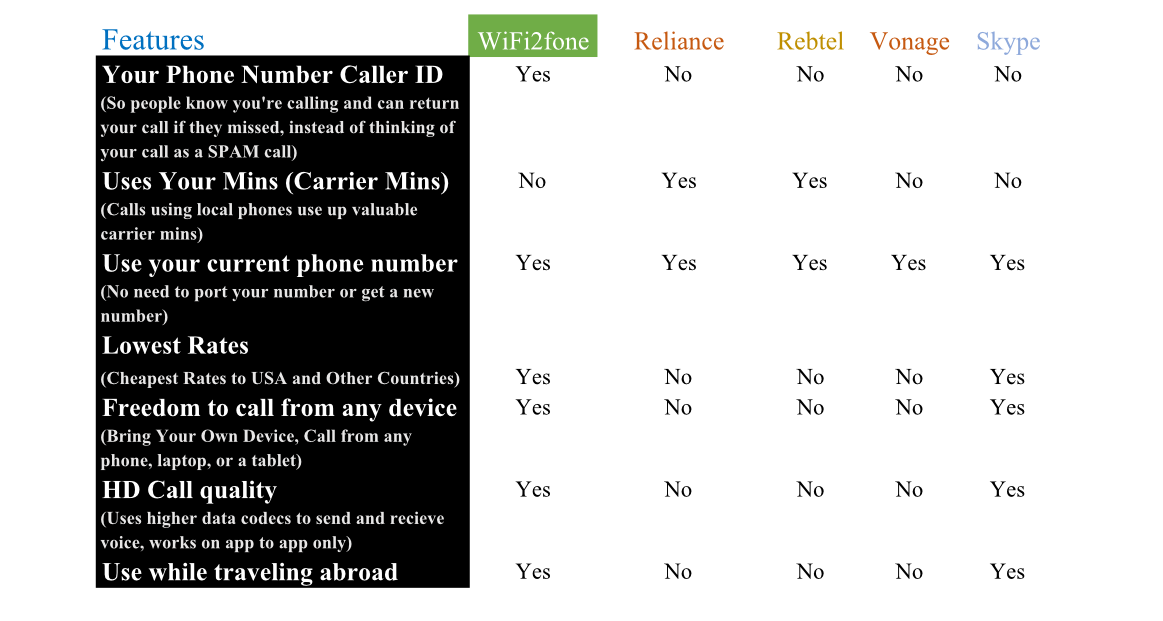 Features WiFi2fone Reliance Rebtel Vonage Skype
Your Phone Number Caller ID Yes No No No No
(So people know you're calling and can return
your call if they missed, instead of thinking of
your call as a SPAM call)
Uses Your Mins (Carrier Mins) No Yes Yes No No
(Calls using local phones use up valuable
carrier mins)
Use your current phone number Yes Yes Yes Yes Yes
(No need to port your number or get a new
number)
Lowest Rates
(Cheapest Rates to USA and Other Countries) Yes No No No Yes
Freedom to call from any device Yes No No No Yes
(Bring Your Own Device, Call from any
phone, laptop, or a tablet)
HD Call quality Yes No No No Yes
(Uses higher data codecs to send and recieve
voice, works on app to app only)
Use while traveling abroad Yes No No No Yes